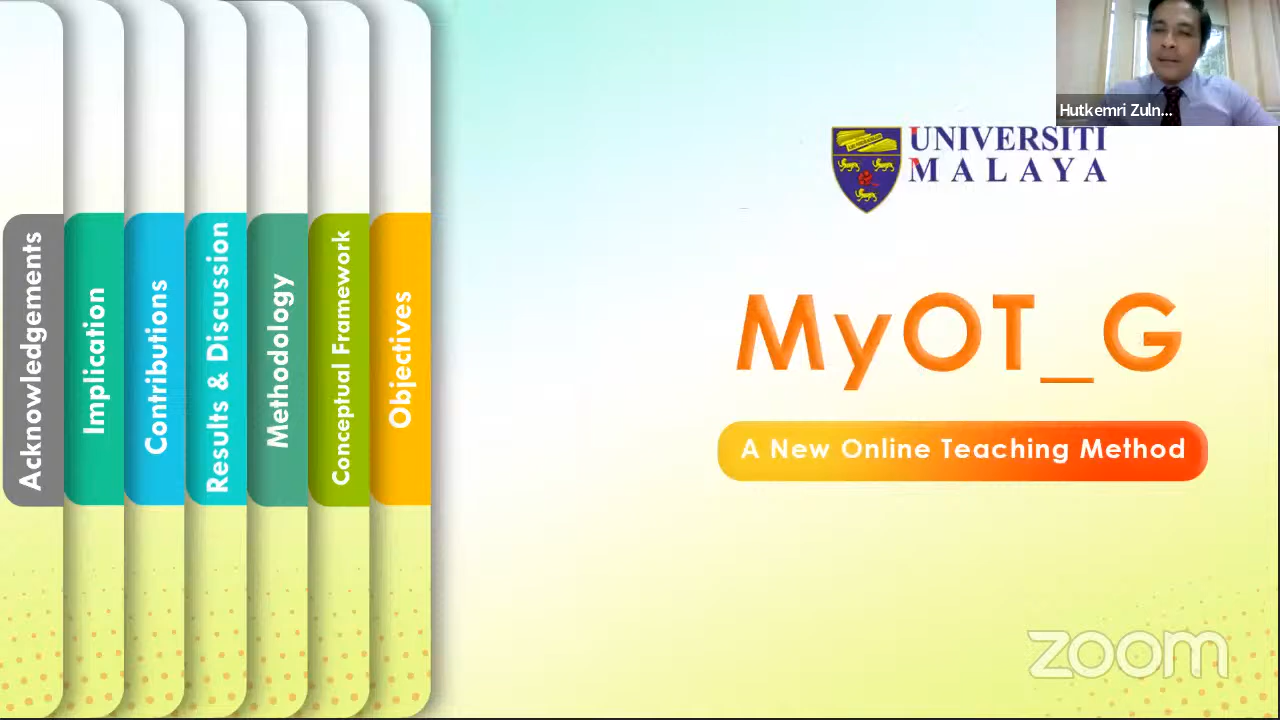 Acknowledgements
Implication
Contributions
Results & Discussion
Methodology
Conceptual Framework
Objectives
Hutkemri Zuln...
UNIVERSITI
MALAYA
MyOT_G
A New Online Teaching Method
zoom